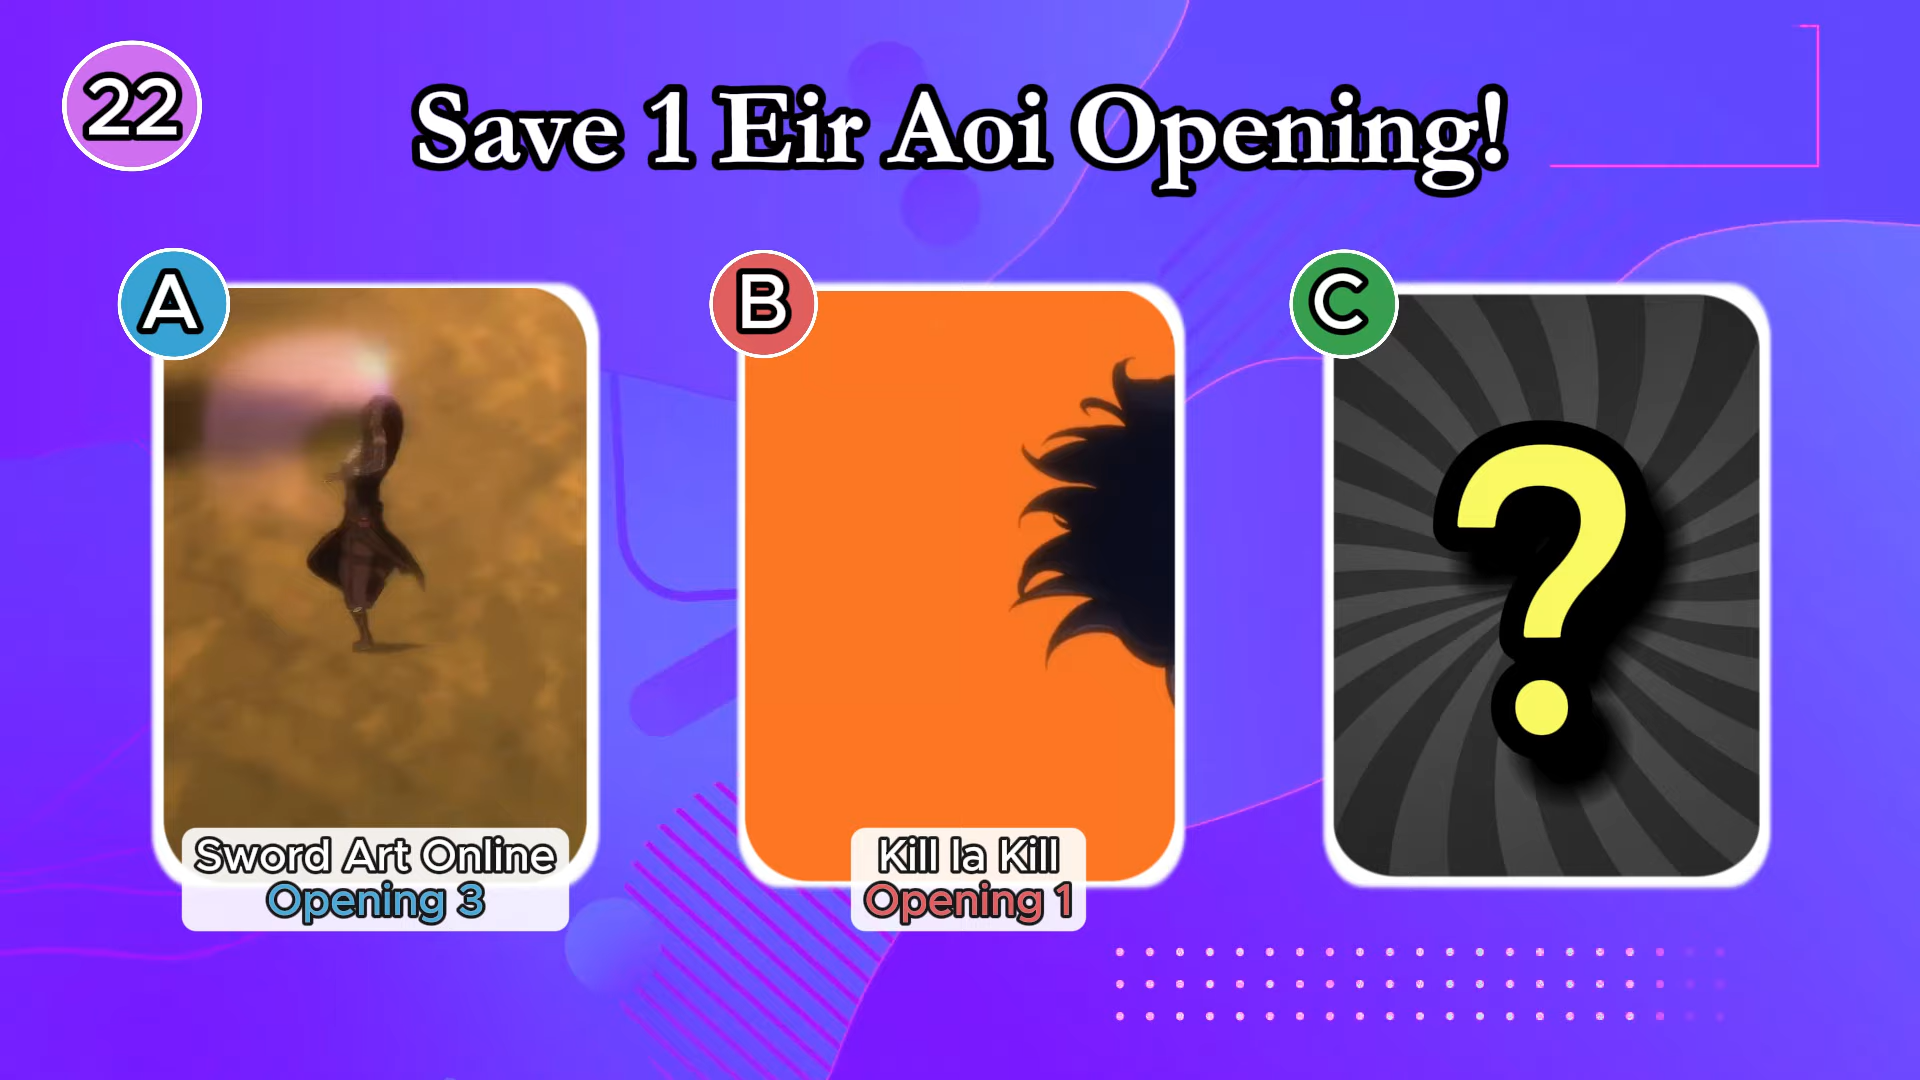 22
Save 1 Eir Aoi Opening!
A
B
C
?
Sword Art Online
Opening 3
Kill la Kill
Opening 1